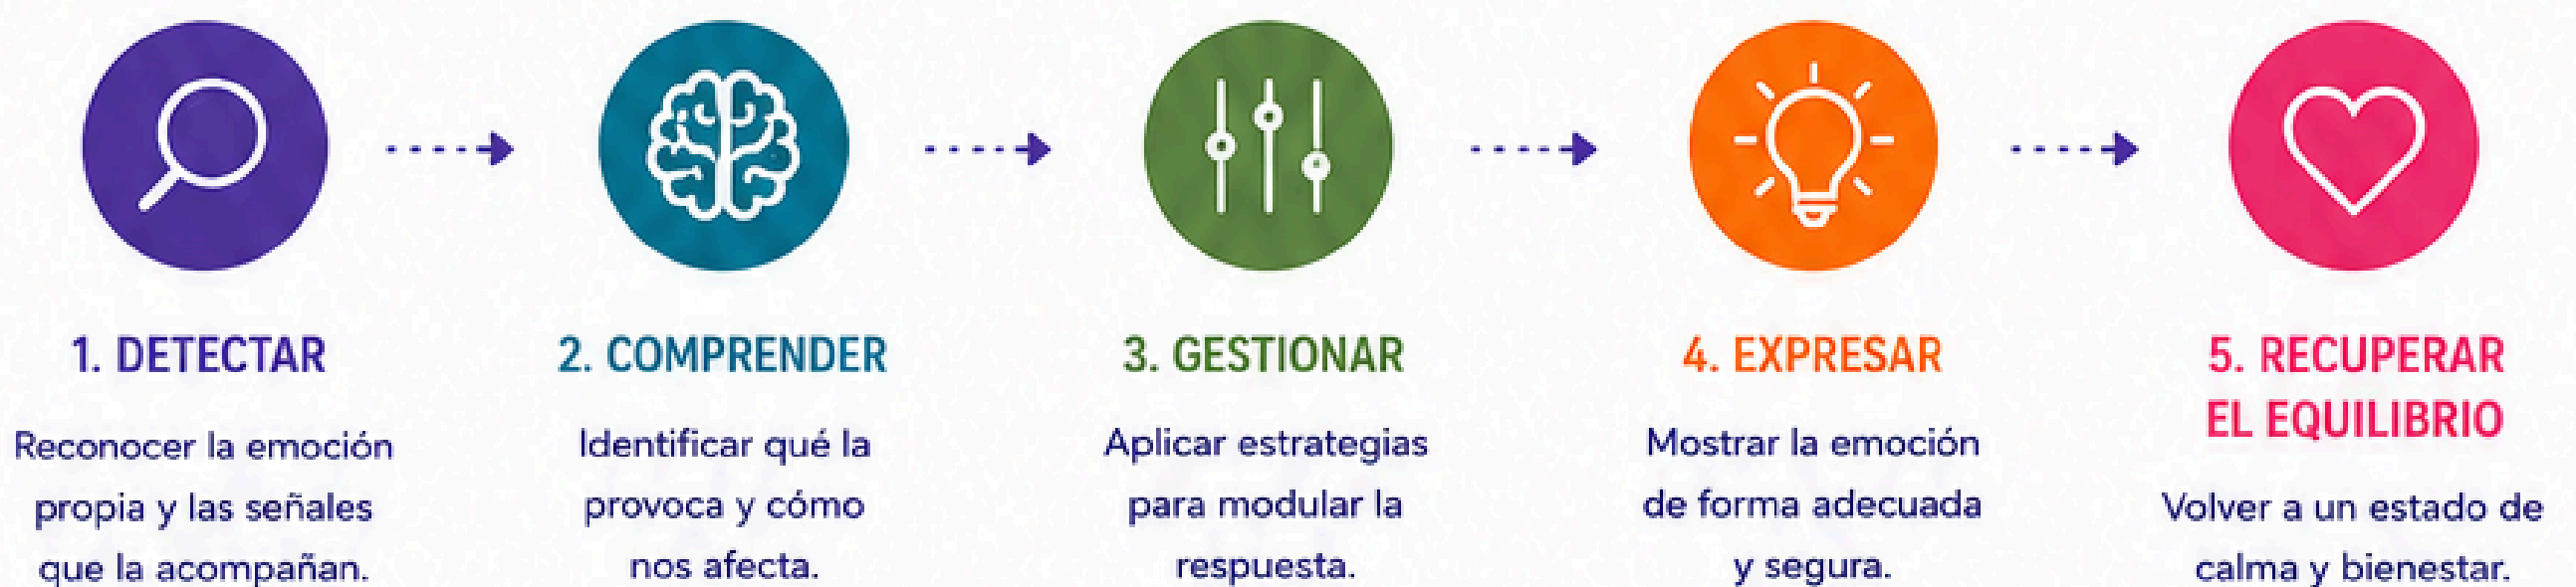 1. DETECTAR
Reconocer la emoción
propia y las señales
que la acompañan.
2. COMPRENDER
Identificar qué la
provoca y cómo
nos afecta.
3. GESTIONAR
Aplicar estrategias
para modular la
respuesta.
4. EXPRESAR
Mostrar la emoción
de forma adecuada
y segura.
5. RECUPERAR
EL EQUILIBRIO
Volver a un estado de
calma y bienestar.